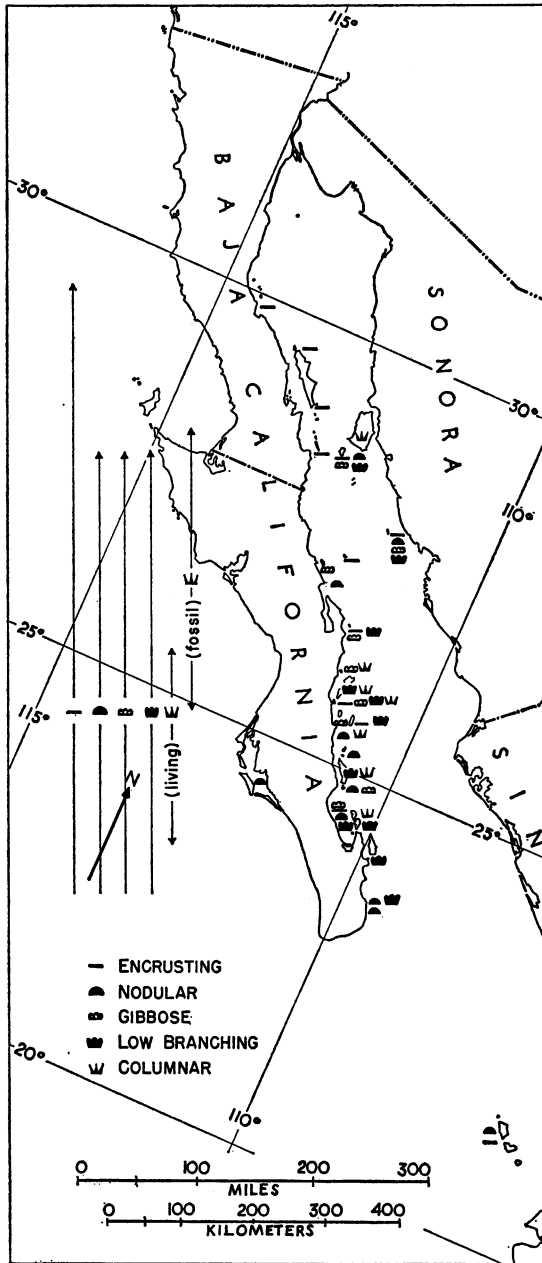 115°
30°
BAJA CALIFORNIA
SONORA
30°
110°
25°
115°
(fossil)
(living)
N
SIN
25°
ENCRUSTING
NODULAR
GIBBOSE
LOW BRANCHING
COLUMNAR
20°
110°
0 100 200 300
MILES
0 100 200 300 400
KILOMETERS